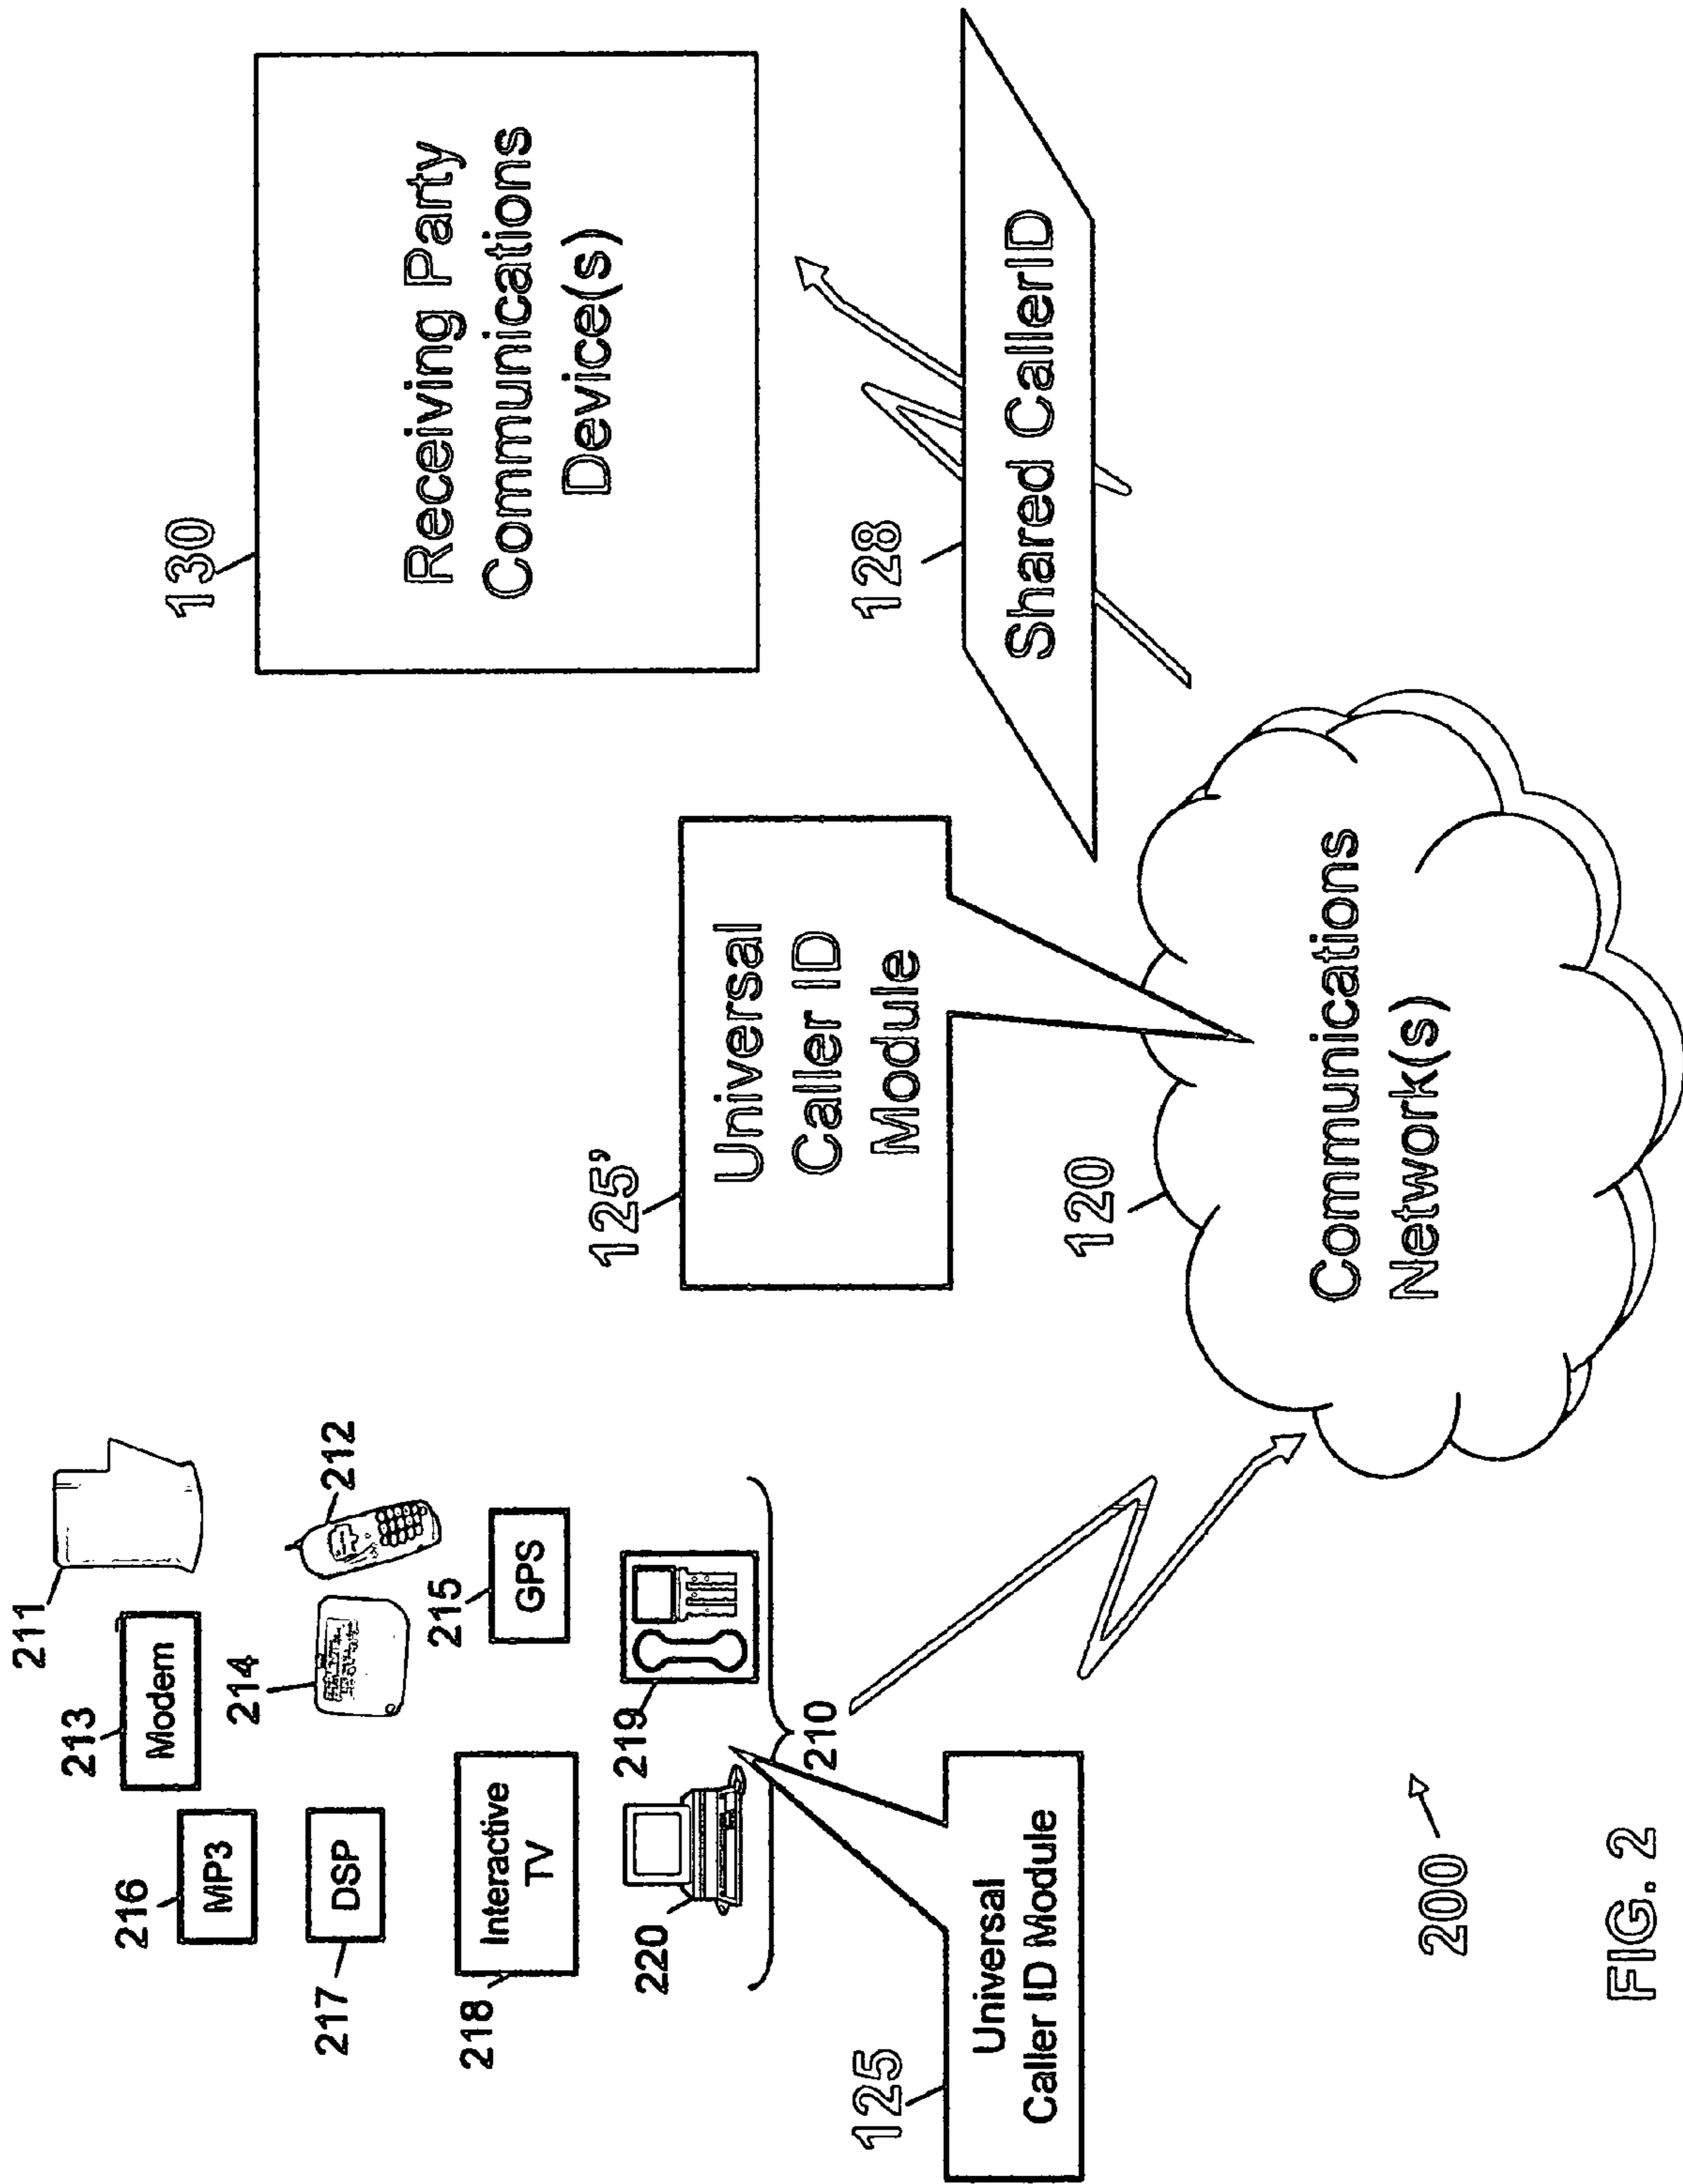 211
213
Modem
216
MP3
212
214
217
DSP
215
GPS
218
Interactive
TV
219
220
210
125
Universal
Caller ID Module
125'
Universal
Caller ID
Module
120
Communications
Network(s)
130
Receiving Party
Communications
Device(s)
128
Shared CallerID
200
FIG. 2